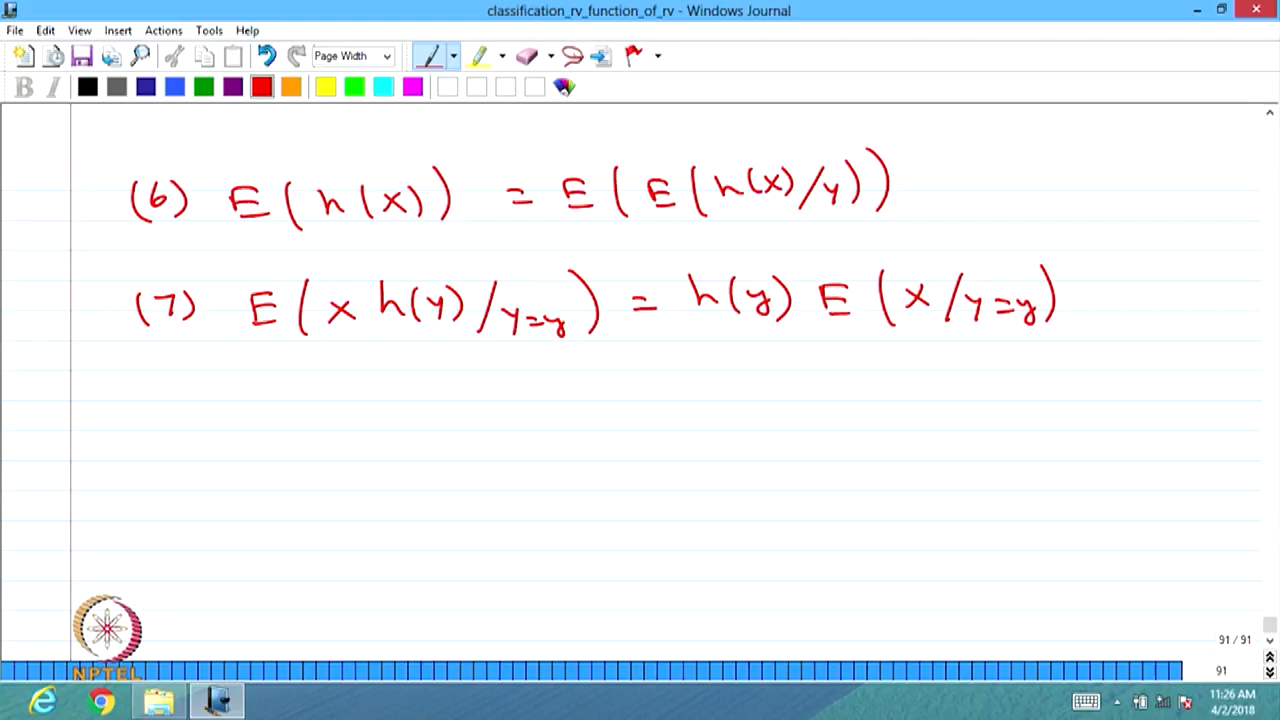 classification_rv_function_of_rv - Windows Journal
File Edit View Insert Actions Tools Help
Page Width
B I
(6) E(h(X)) = E(E(h(X)/Y))
(7) E(X h(Y)/Y=y) = h(y) E(X/Y=y)
91 / 91
NPTEL
91
11:26 AM
4/2/2018